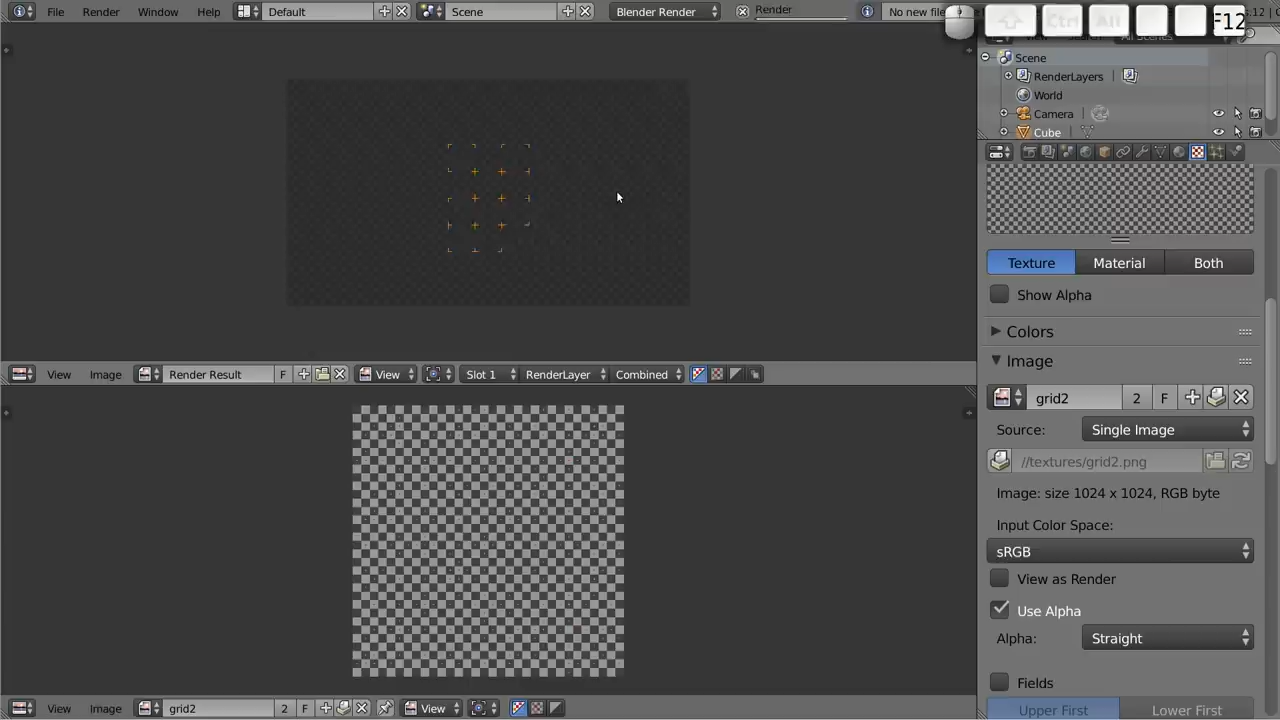 File Render Window Help Default Scene Blender Render Render No new file Ctrl Alt F12
Scene
RenderLayers
World
Camera
Cube
Texture Material Both
Show Alpha
Colors
Image
grid2 2 F
Source: Single Image
//textures/grid2.png
Image: size 1024 x 1024, RGB byte
Input Color Space:
sRGB
View as Render
Use Alpha
Alpha: Straight
Fields
Upper First Lower First
View Image Render Result F View Slot 1 RenderLayer Combined
View Image grid2 2 F View